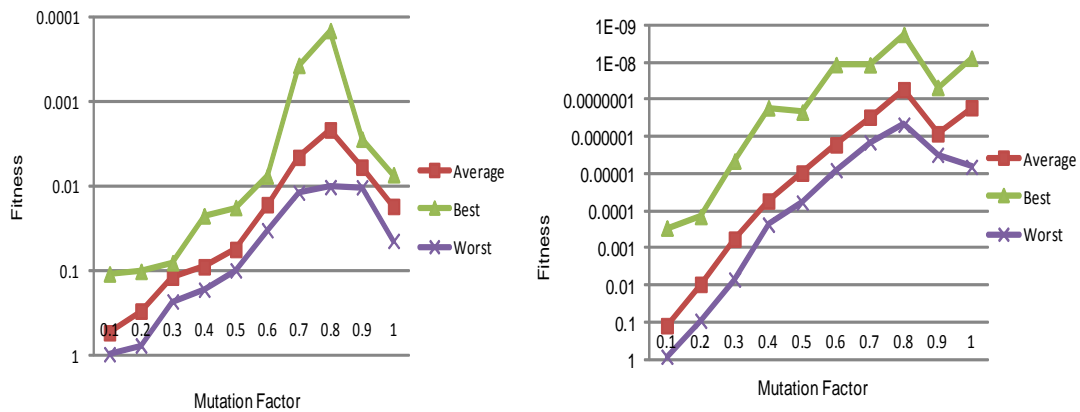 0.0001
0.001
0.01
0.1
1
Fitness
0.1 0.2 0.3 0.4 0.5 0.6 0.7 0.8 0.9 1
Mutation Factor
Average
Best
Worst
1E-09
1E-08
0.0000001
0.000001
0.00001
0.0001
0.001
0.01
0.1
1
Fitness
0.1 0.2 0.3 0.4 0.5 0.6 0.7 0.8 0.9 1
Mutation Factor
Average
Best
Worst